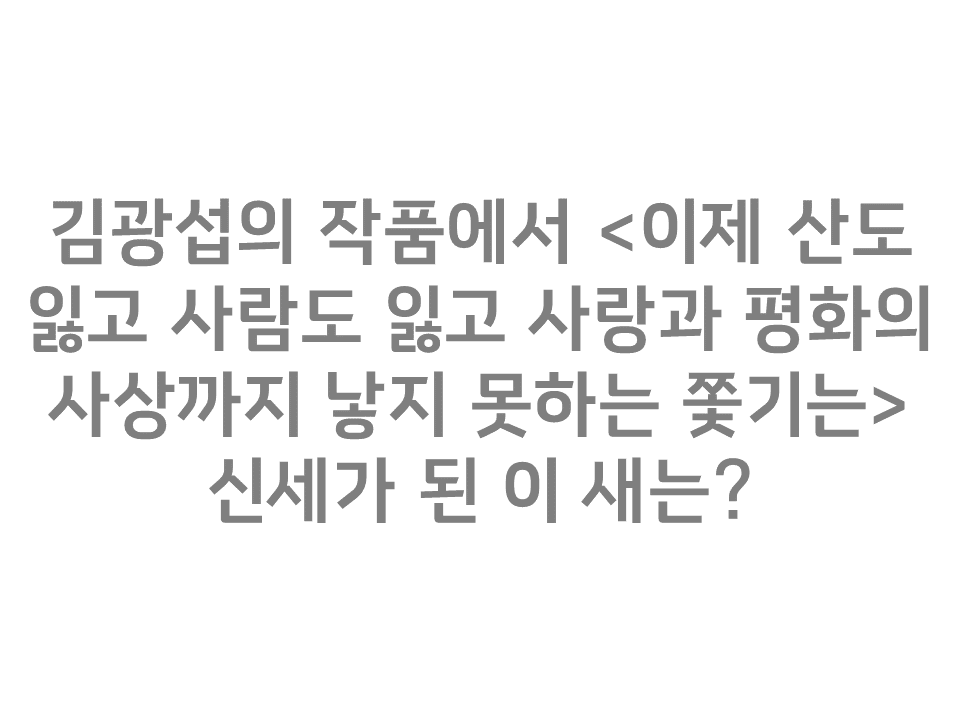 김광섭의 작품에서 <이제 산도
잃고 사람도 잃고 사랑과 평화의
사상까지 낳지 못하는 쫓기는>
신세가 된 이 새는?